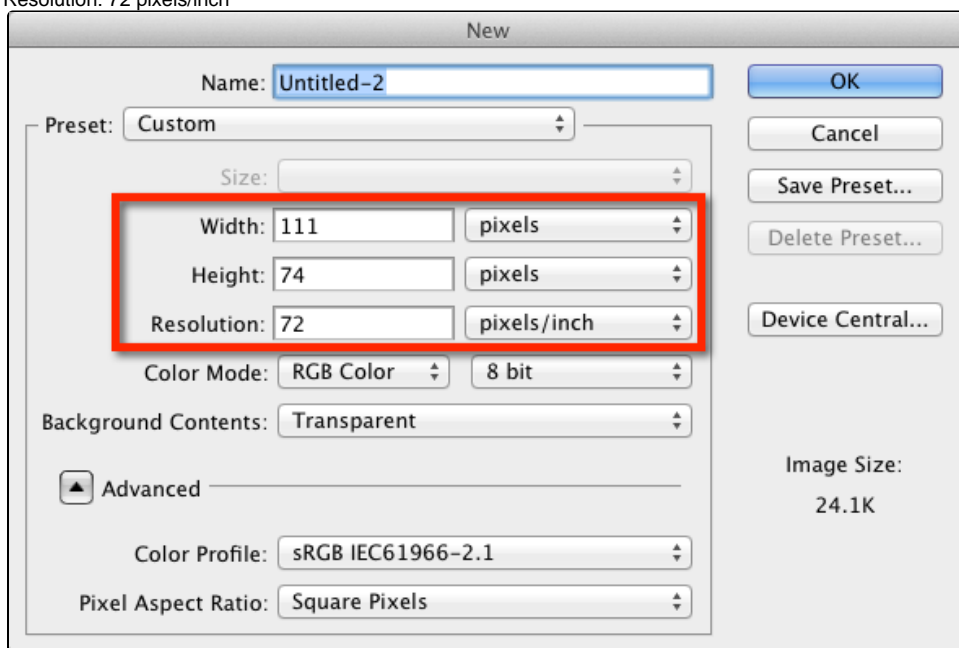 Resolution: 72 pixels/inch
New
Name: Untitled-2
OK
Preset: Custom
Cancel
Size:
Save Preset...
Width: 111 pixels
Delete Preset...
Height: 74 pixels
Resolution: 72 pixels/inch
Device Central...
Color Mode: RGB Color 8 bit
Background Contents: Transparent
Image Size:
24.1K
Advanced
Color Profile: sRGB IEC61966-2.1
Pixel Aspect Ratio: Square Pixels